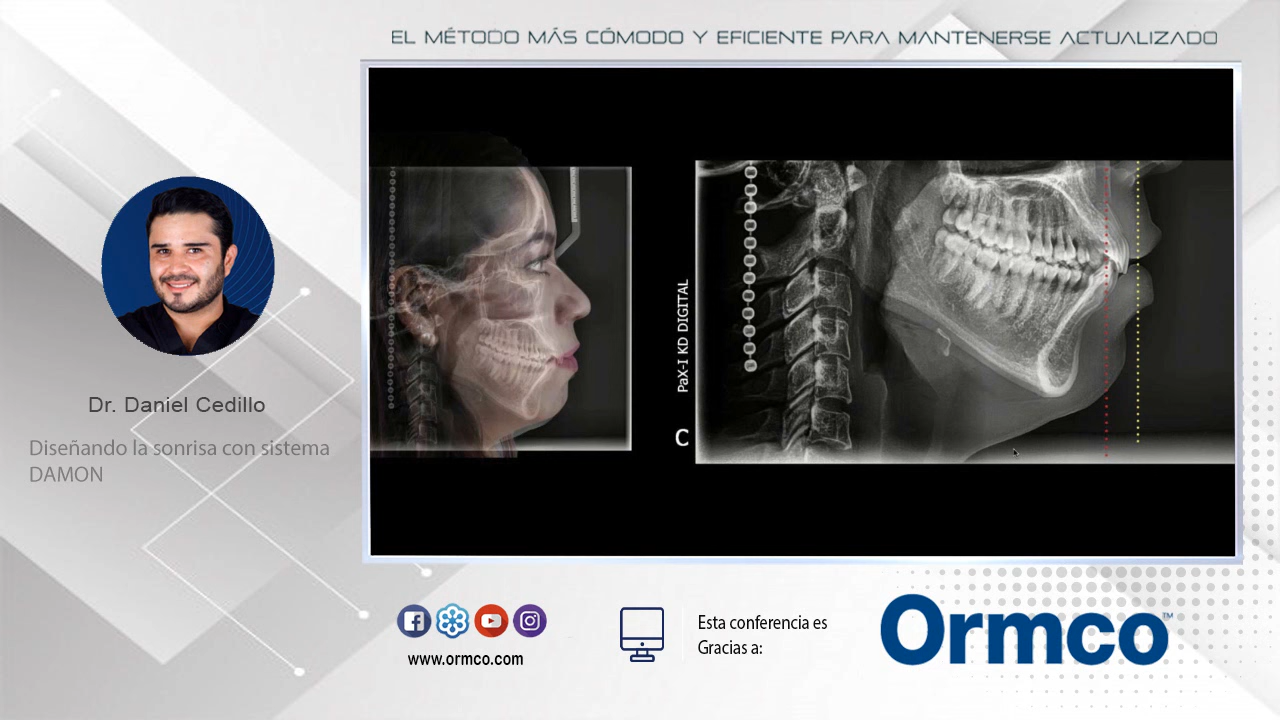 EL MÉTODO MÁS CÓMODO Y EFICIENTE PARA MANTENERSE ACTUALIZADO
PaX-I KD DIGITAL
C
Dr. Daniel Cedillo
Diseñando la sonrisa con sistema
DAMON
www.ormco.com
Esta conferencia es
Gracias a:
Ormco™